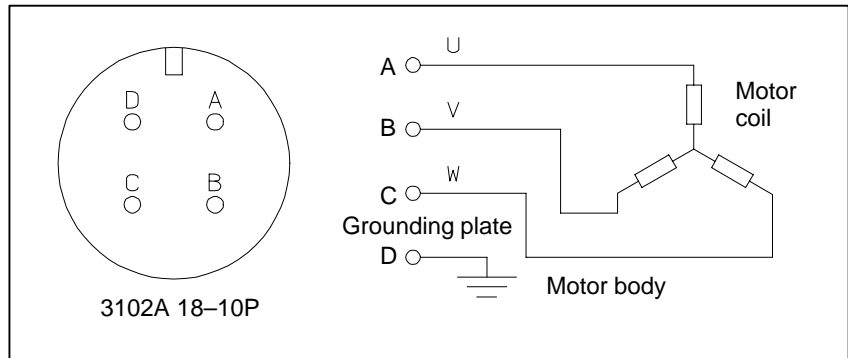 D A
C B
3102A 18–10P
A U
B V
C W
Grounding plate
D
Motor
coil
Motor body